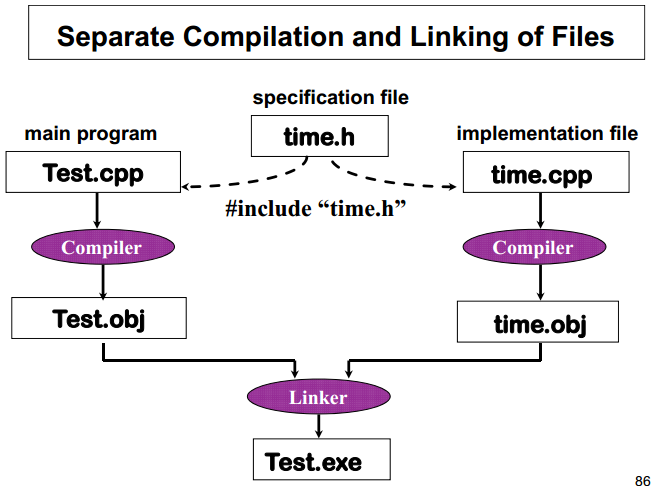 Separate Compilation and Linking of Files
specification file
main program
time.h
implementation file
Test.cpp
time.cpp
#include “time.h”
Compiler
Compiler
Test.obj
time.obj
Linker
Test.exe
86